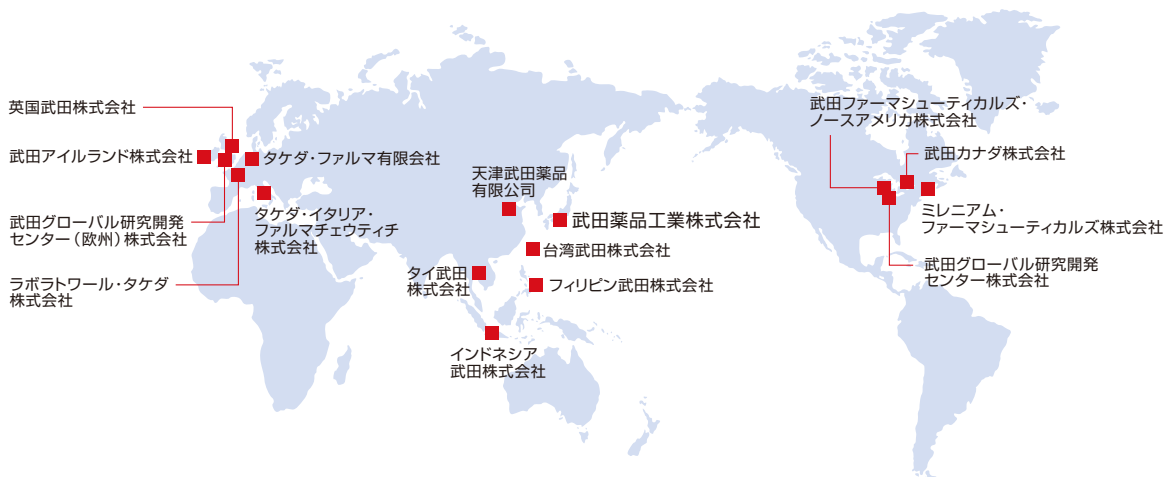 英国武田株式会社
武田アイルランド株式会社
タケダ・ファルマ有限会社
武田グローバル研究開発
センター（欧州）株式会社
タケダ・イタリア・
ファルマチェウティチ
株式会社
ラボラトワール・タケダ
株式会社
天津武田薬品
有限公司
武田薬品工業株式会社
台湾武田株式会社
タイ武田
株式会社
フィリピン武田株式会社
インドネシア
武田株式会社
武田ファーマシューティカルズ・
ノースアメリカ株式会社
武田カナダ株式会社
ミレニアム・
ファーマシューティカルズ株式会社
武田グローバル研究開発
センター株式会社